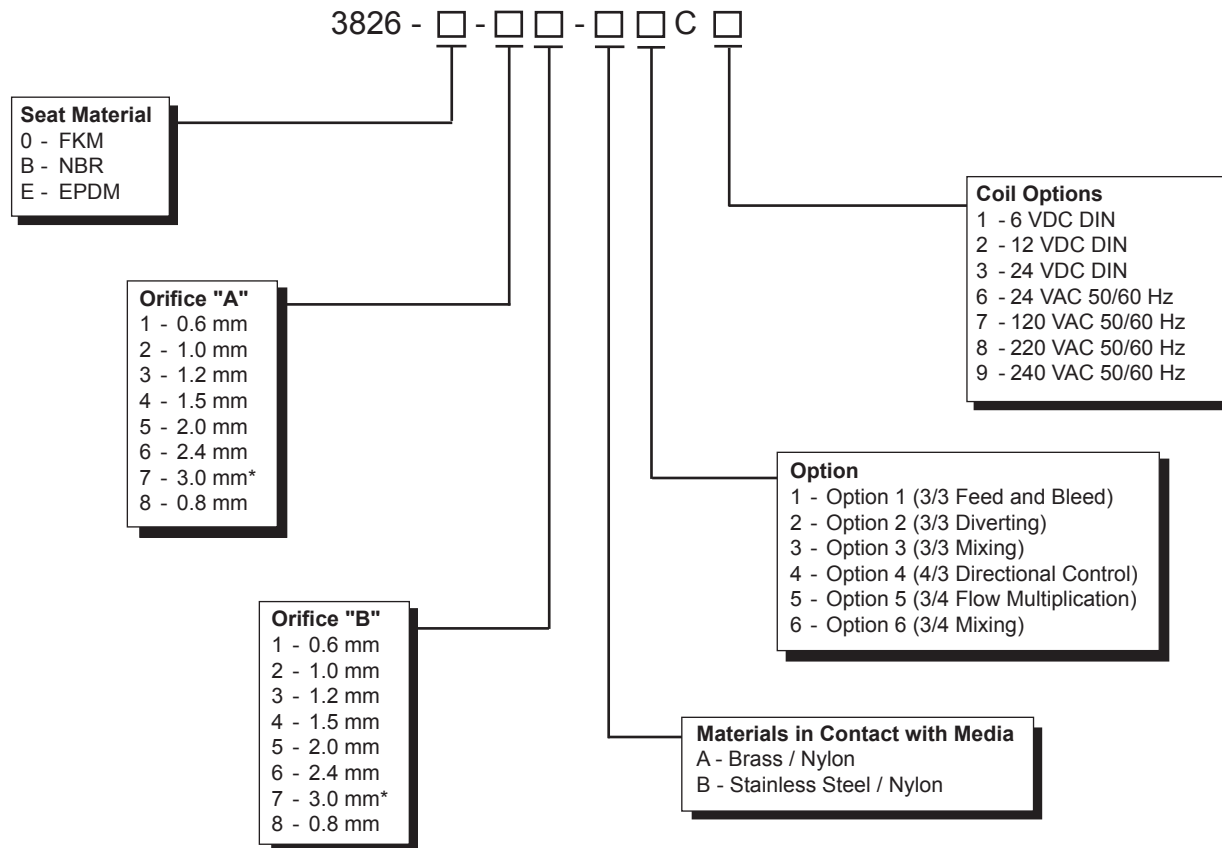 3826 - □ - □ □ - □ □ C □
Seat Material
0 - FKM
B - NBR
E - EPDM
Orifice "A"
1 - 0.6 mm
2 - 1.0 mm
3 - 1.2 mm
4 - 1.5 mm
5 - 2.0 mm
6 - 2.4 mm
7 - 3.0 mm*
8 - 0.8 mm
Orifice "B"
1 - 0.6 mm
2 - 1.0 mm
3 - 1.2 mm
4 - 1.5 mm
5 - 2.0 mm
6 - 2.4 mm
7 - 3.0 mm*
8 - 0.8 mm
Coil Options
1 - 6 VDC DIN
2 - 12 VDC DIN
3 - 24 VDC DIN
6 - 24 VAC 50/60 Hz
7 - 120 VAC 50/60 Hz
8 - 220 VAC 50/60 Hz
9 - 240 VAC 50/60 Hz
Option
1 - Option 1 (3/3 Feed and Bleed)
2 - Option 2 (3/3 Diverting)
3 - Option 3 (3/3 Mixing)
4 - Option 4 (4/3 Directional Control)
5 - Option 5 (3/4 Flow Multiplication)
6 - Option 6 (3/4 Mixing)
Materials in Contact with Media
A - Brass / Nylon
B - Stainless Steel / Nylon